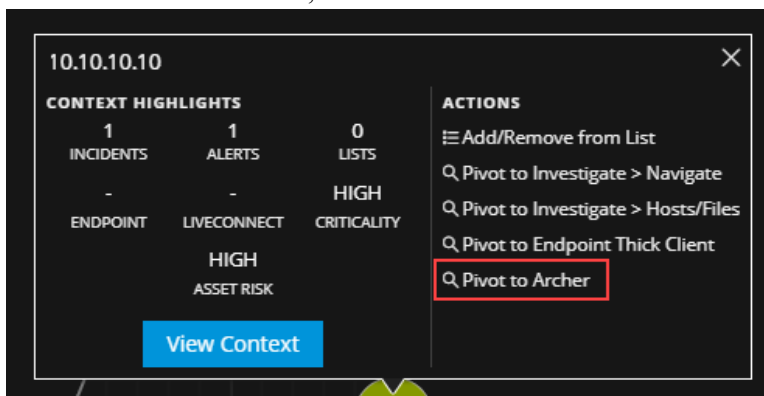 10.10.10.10
CONTEXT HIGHLIGHTS
1 1 0
INCIDENTS ALERTS LISTS
- - HIGH
ENDPOINT LIVECONNECT CRITICALITY
HIGH
ASSET RISK
View Context
ACTIONS
Add/Remove from List
Pivot to Investigate > Navigate
Pivot to Investigate > Hosts/Files
Pivot to Endpoint Thick Client
Pivot to Archer